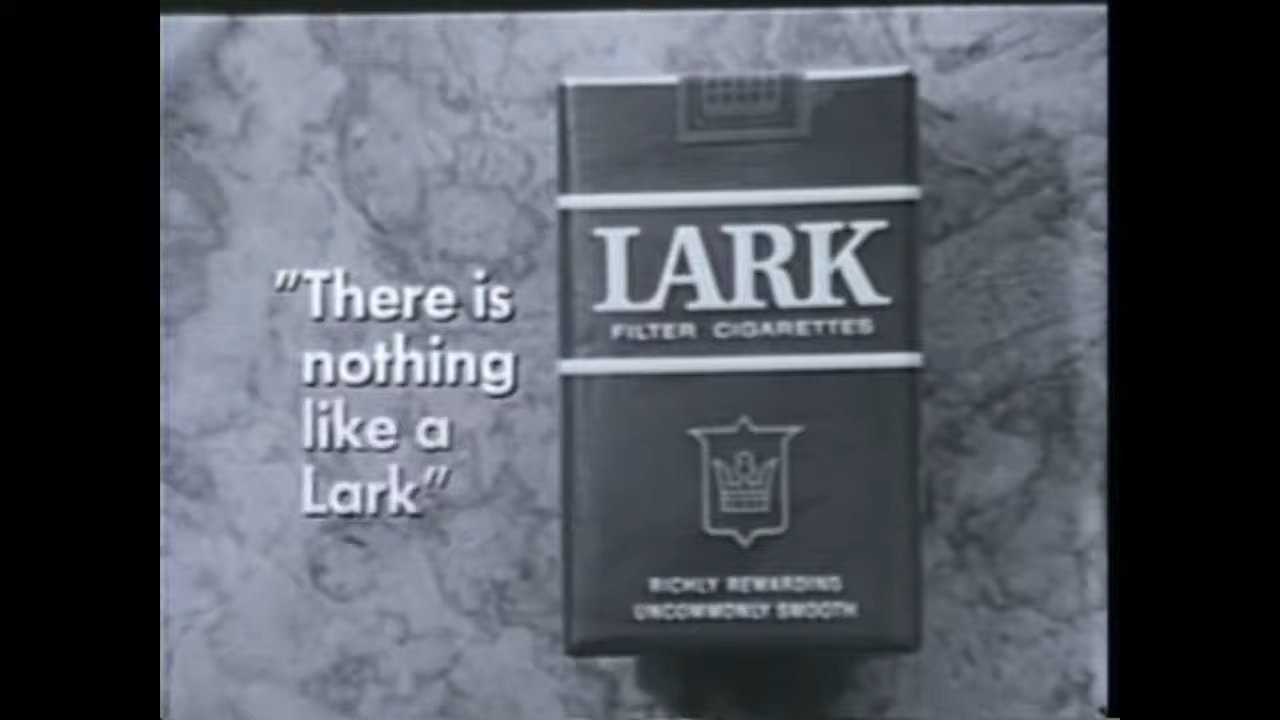 "There is
nothing
like a
Lark"
LARK
FILTER CIGARETTES
RICHLY REWARDING
UNCOMMONLY SMOOTH